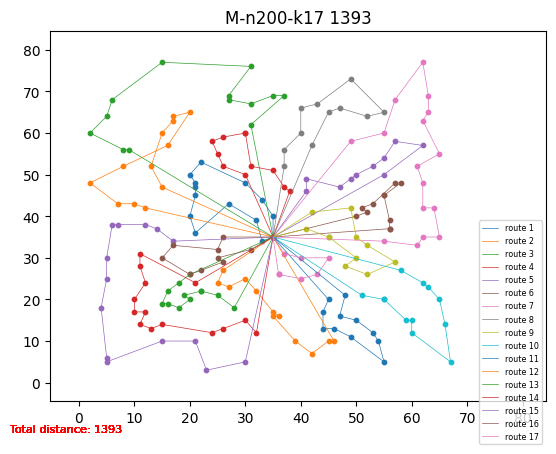 M-n200-k17 1393
80
70
60
50
40
30
20
10
0
route 1
route 2
route 3
route 4
route 5
route 6
route 7
route 8
route 9
route 10
route 11
route 12
route 13
route 14
route 15
route 16
route 17
0 10 20 30 40 50 60 70 80
Total distance: 1393